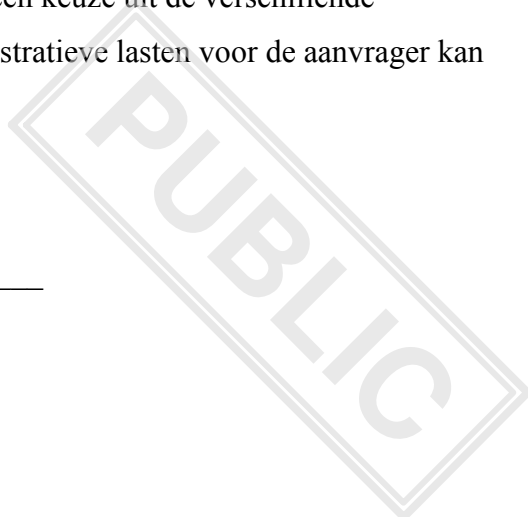 een keuze uit de verschillende
stratieve lasten voor de aanvrager kan
PUBLIC